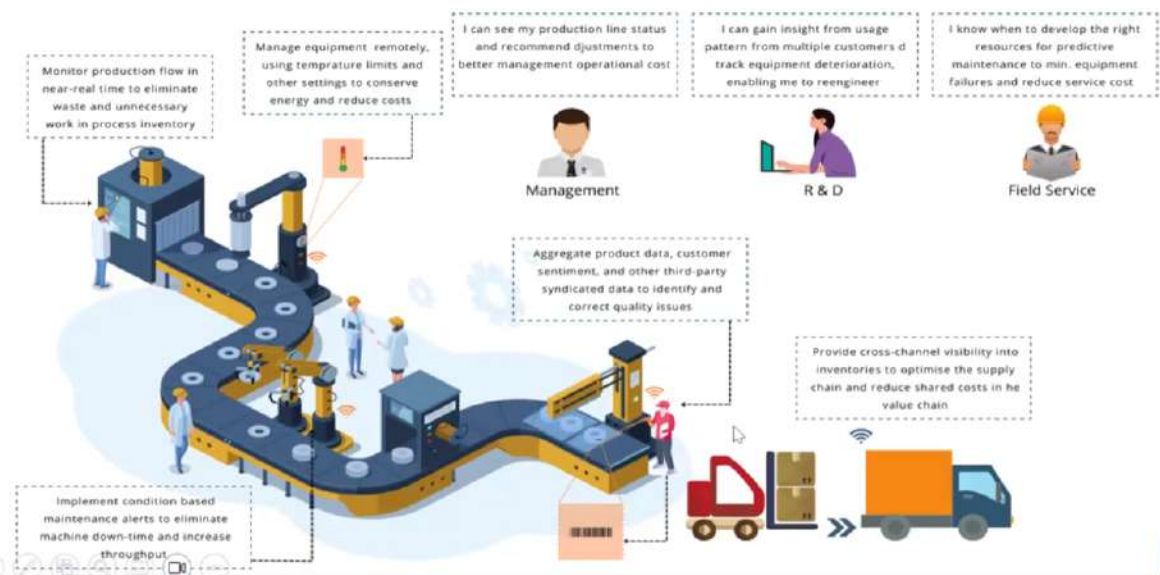 I can see my production line status
and recommend djustments to
better management operational cost
I can gain insight from usage
pattern from multiple customers d
track equipment deterioration,
enabling me to reengineer
I know when to develop the right
resources for predictive
maintenance to min. equipment
failures and reduce service cost
Manage equipment remotely,
using temprature limits and
other settings to conserve
energy and reduce costs
Monitor production flow in
near-real time to eliminate
waste and unnecessary
work in process inventory
Management
R & D
Field Service
Aggregate product data, customer
sentiment, and other third-party
syndicated data to identify and
correct quality issues
Provide cross-channel visibility into
inventories to optimise the supply
chain and reduce shared costs in he
value chain
Implement condition based
maintenance alerts to eliminate
machine down-time and increase
throughput